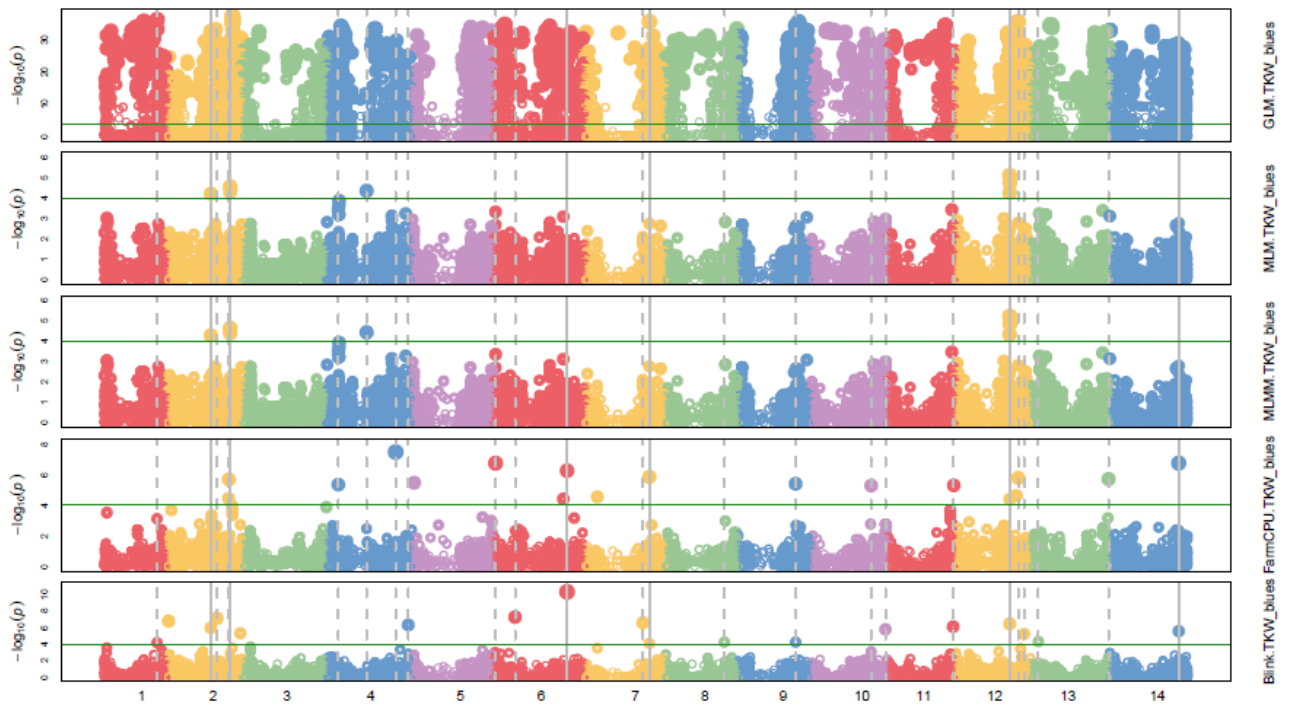 −log₁₀(p)
0 10 20 30
GLM.TKW_blues
−log₁₀(p)
0 1 2 3 4 5 6
MLM.TKW_blues
−log₁₀(p)
0 1 2 3 4 5 6
MLMM.TKW_blues
−log₁₀(p)
0 2 4 6 8
FarmCPU.TKW_blues
−log₁₀(p)
0 2 4 6 8 10
Blink.TKW_blues
1 2 3 4 5 6 7 8 9 10 11 12 13 14